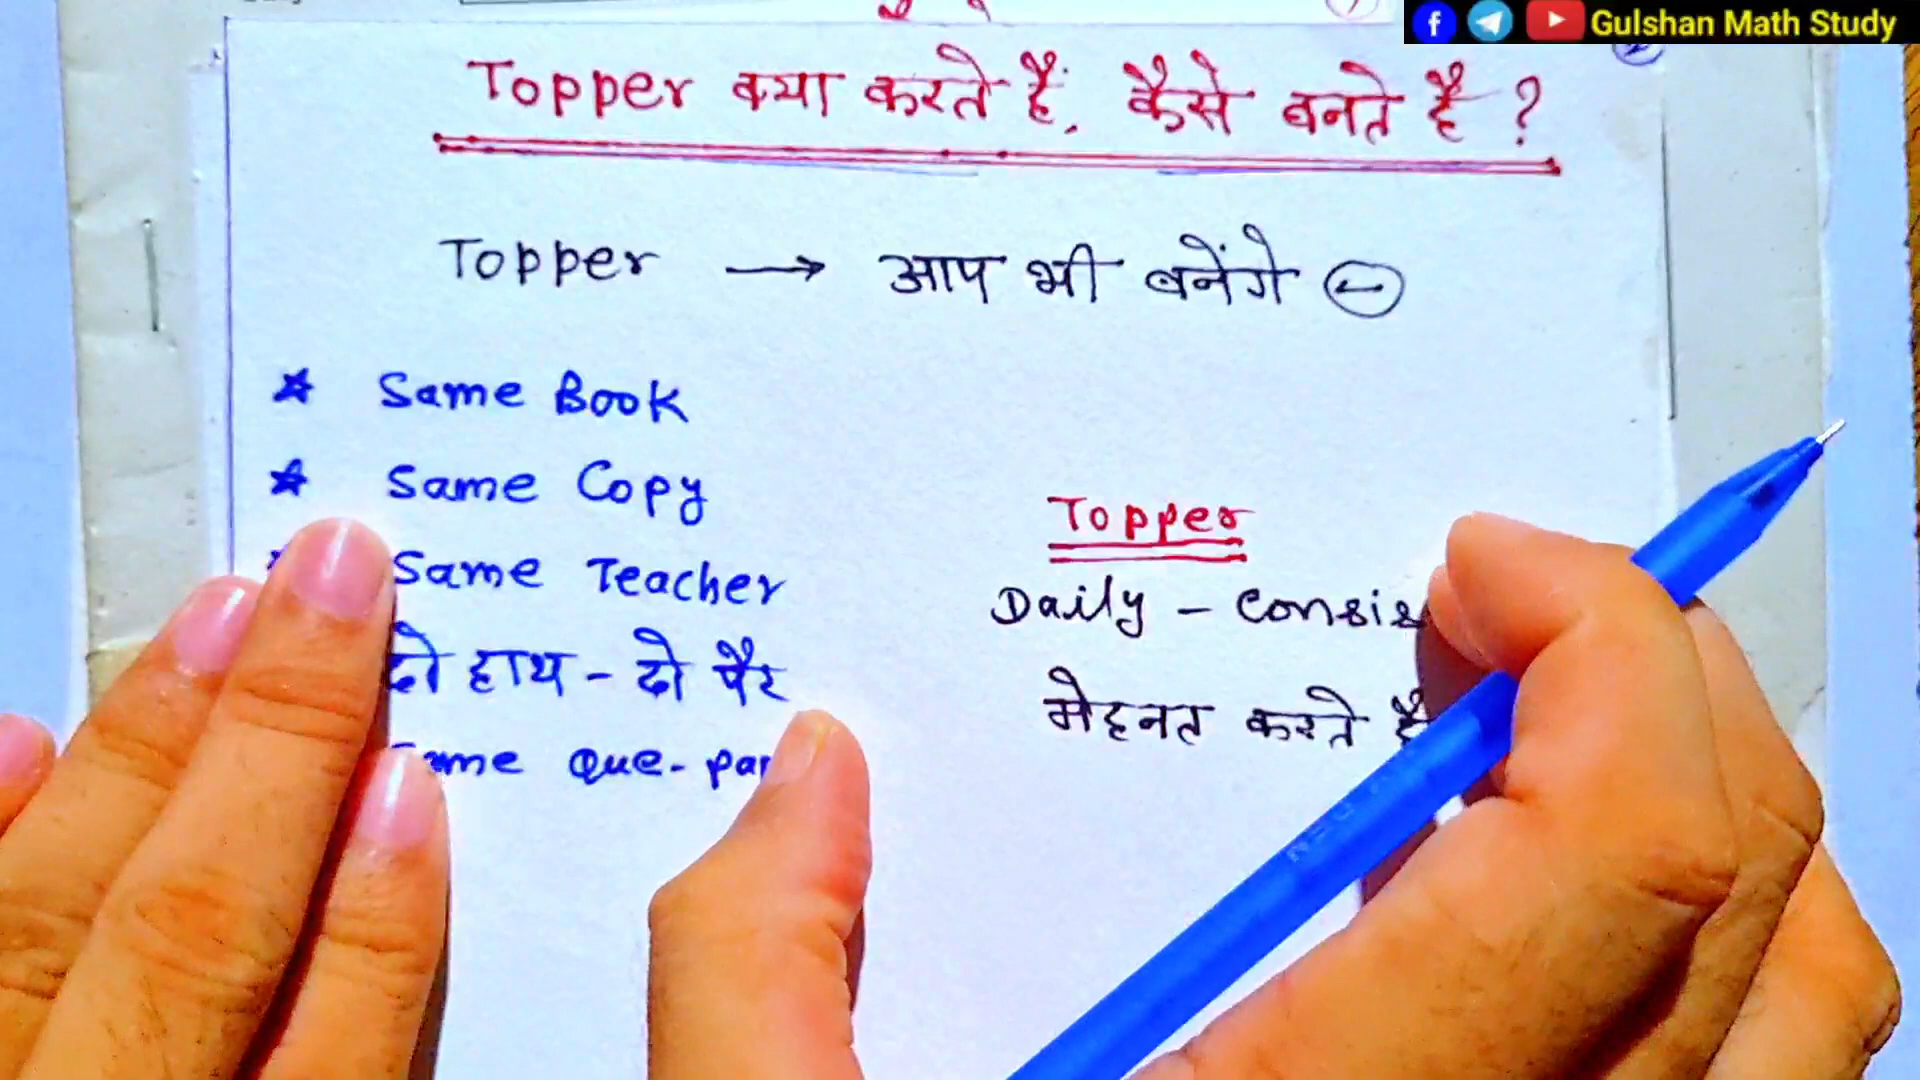 Gulshan Math Study
Topper क्या करते हैं, कैसे बनते है ?
Topper → आप भी बनेंगे
★ Same Book
★ Same Copy
Same Teacher
दो हाथ - दो पैर
Que-
Topper
Daily -
मेहनत करते है